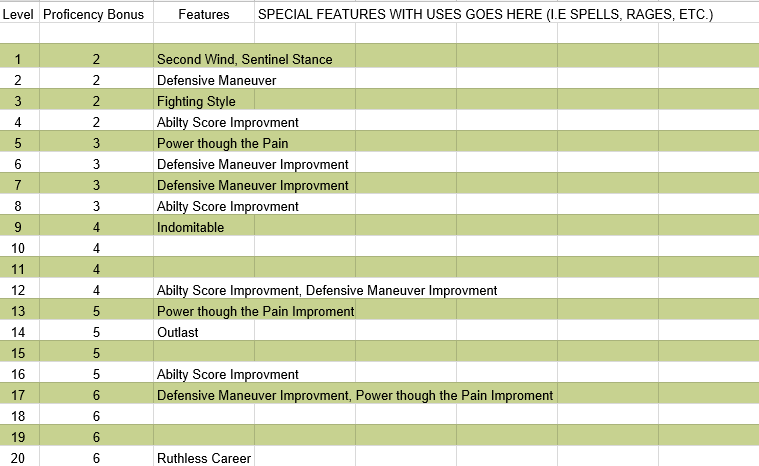 Level Proficency Bonus Features SPECIAL FEATURES WITH USES GOES HERE (I.E SPELLS, RAGES, ETC.)
1 2 Second Wind, Sentinel Stance
2 2 Defensive Maneuver
3 2 Fighting Style
4 2 Abilty Score Improvment
5 3 Power though the Pain
6 3 Defensive Maneuver Improvment
7 3 Defensive Maneuver Improvment
8 3 Abilty Score Improvment
9 4 Indomitable
10 4
11 4
12 4 Abilty Score Improvment, Defensive Maneuver Improvment
13 5 Power though the Pain Improment
14 5 Outlast
15 5
16 5 Abilty Score Improvment
17 6 Defensive Maneuver Improvment, Power though the Pain Improment
18 6
19 6
20 6 Ruthless Career